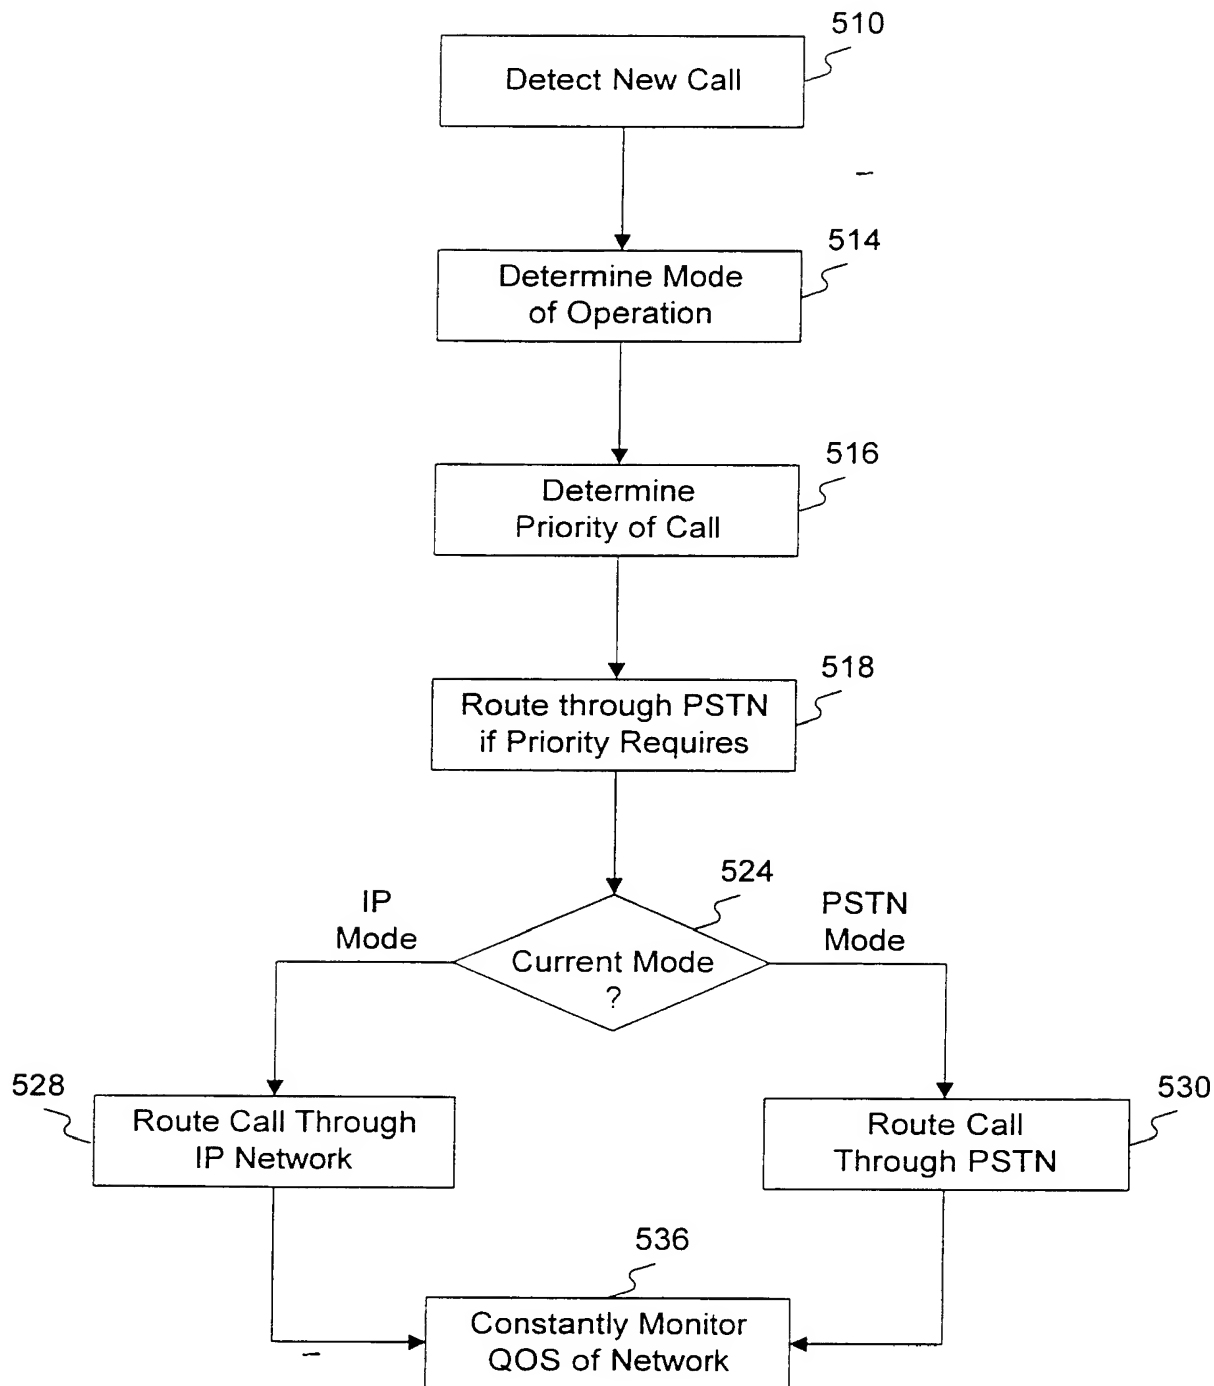 510
Detect New Call
514
Determine Mode
of Operation
516
Determine
Priority of Call
518
Route through PSTN
if Priority Requires
524
IP
Mode
PSTN
Mode
Current Mode
?
528
Route Call Through
IP Network
530
Route Call
Through PSTN
536
Constantly Monitor
QOS of Network